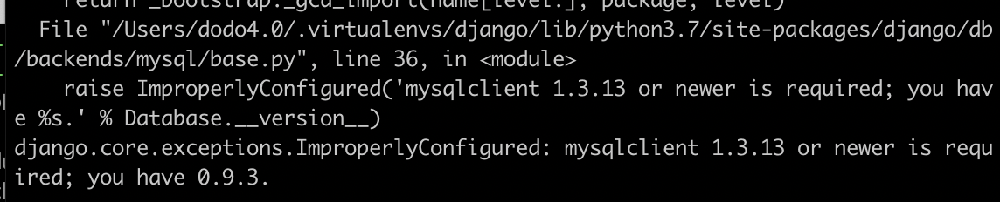 return _bootstrap._gcd_import(name[level:], package, level)
  File "/Users/dodo4.0/.virtualenvs/django/lib/python3.7/site-packages/django/db
/backends/mysql/base.py", line 36, in <module>
    raise ImproperlyConfigured('mysqlclient 1.3.13 or newer is required; you hav
e %s.' % Database.__version__)
django.core.exceptions.ImproperlyConfigured: mysqlclient 1.3.13 or newer is requ
ired; you have 0.9.3.